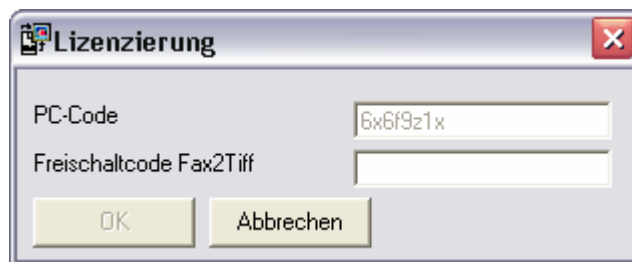 Lizenzierung
PC-Code 6x6f9z1x
Freischaltcode Fax2Tiff
OK Abbrechen